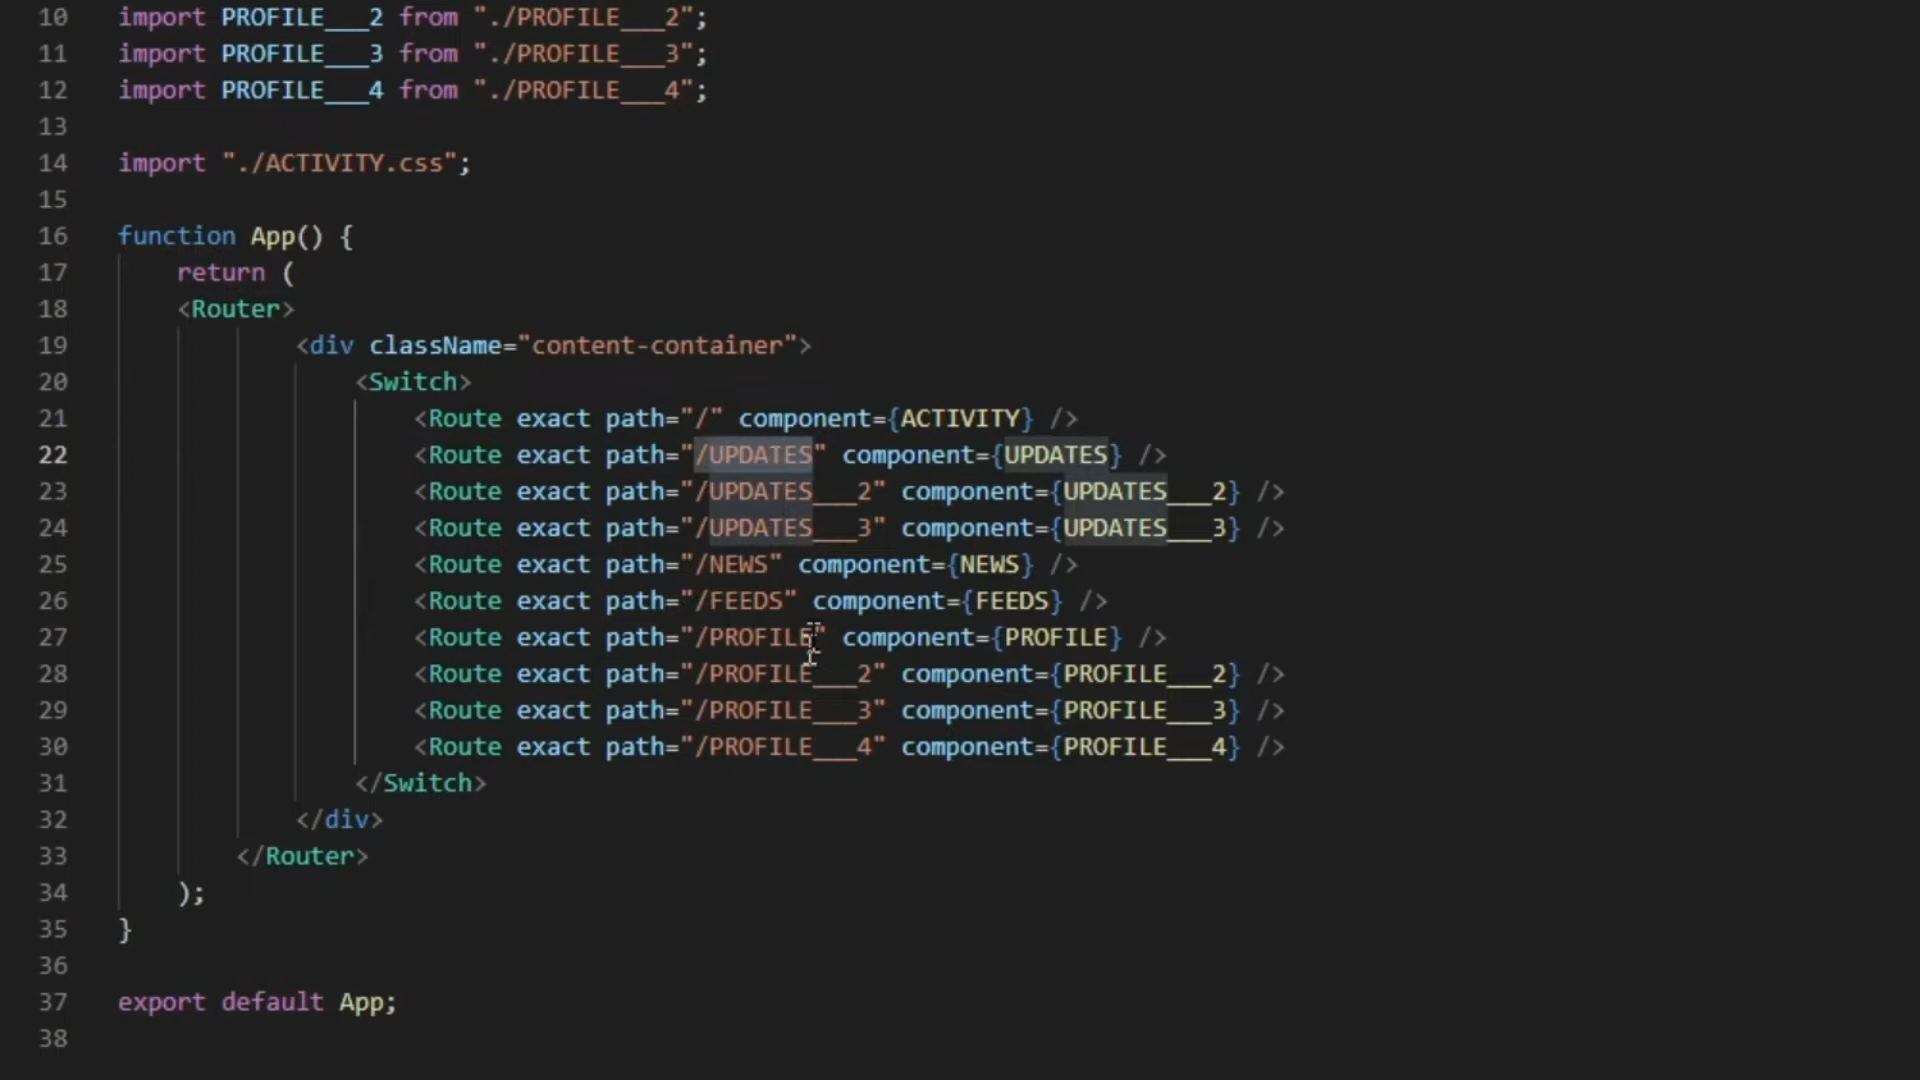 10 import PROFILE___2 from "./PROFILE___2";
11 import PROFILE___3 from "./PROFILE___3";
12 import PROFILE___4 from "./PROFILE___4";
13
14 import "./ACTIVITY.css";
15
16 function App() {
17 return (
18 <Router>
19 <div className="content-container">
20 <Switch>
21 <Route exact path="/" component={ACTIVITY} />
22 <Route exact path="/UPDATES" component={UPDATES} />
23 <Route exact path="/UPDATES___2" component={UPDATES___2} />
24 <Route exact path="/UPDATES___3" component={UPDATES___3} />
25 <Route exact path="/NEWS" component={NEWS} />
26 <Route exact path="/FEEDS" component={FEEDS} />
27 <Route exact path="/PROFILE" component={PROFILE} />
28 <Route exact path="/PROFILE___2" component={PROFILE___2} />
29 <Route exact path="/PROFILE___3" component={PROFILE___3} />
30 <Route exact path="/PROFILE___4" component={PROFILE___4} />
31 </Switch>
32 </div>
33 </Router>
34 );
35 }
36
37 export default App;
38